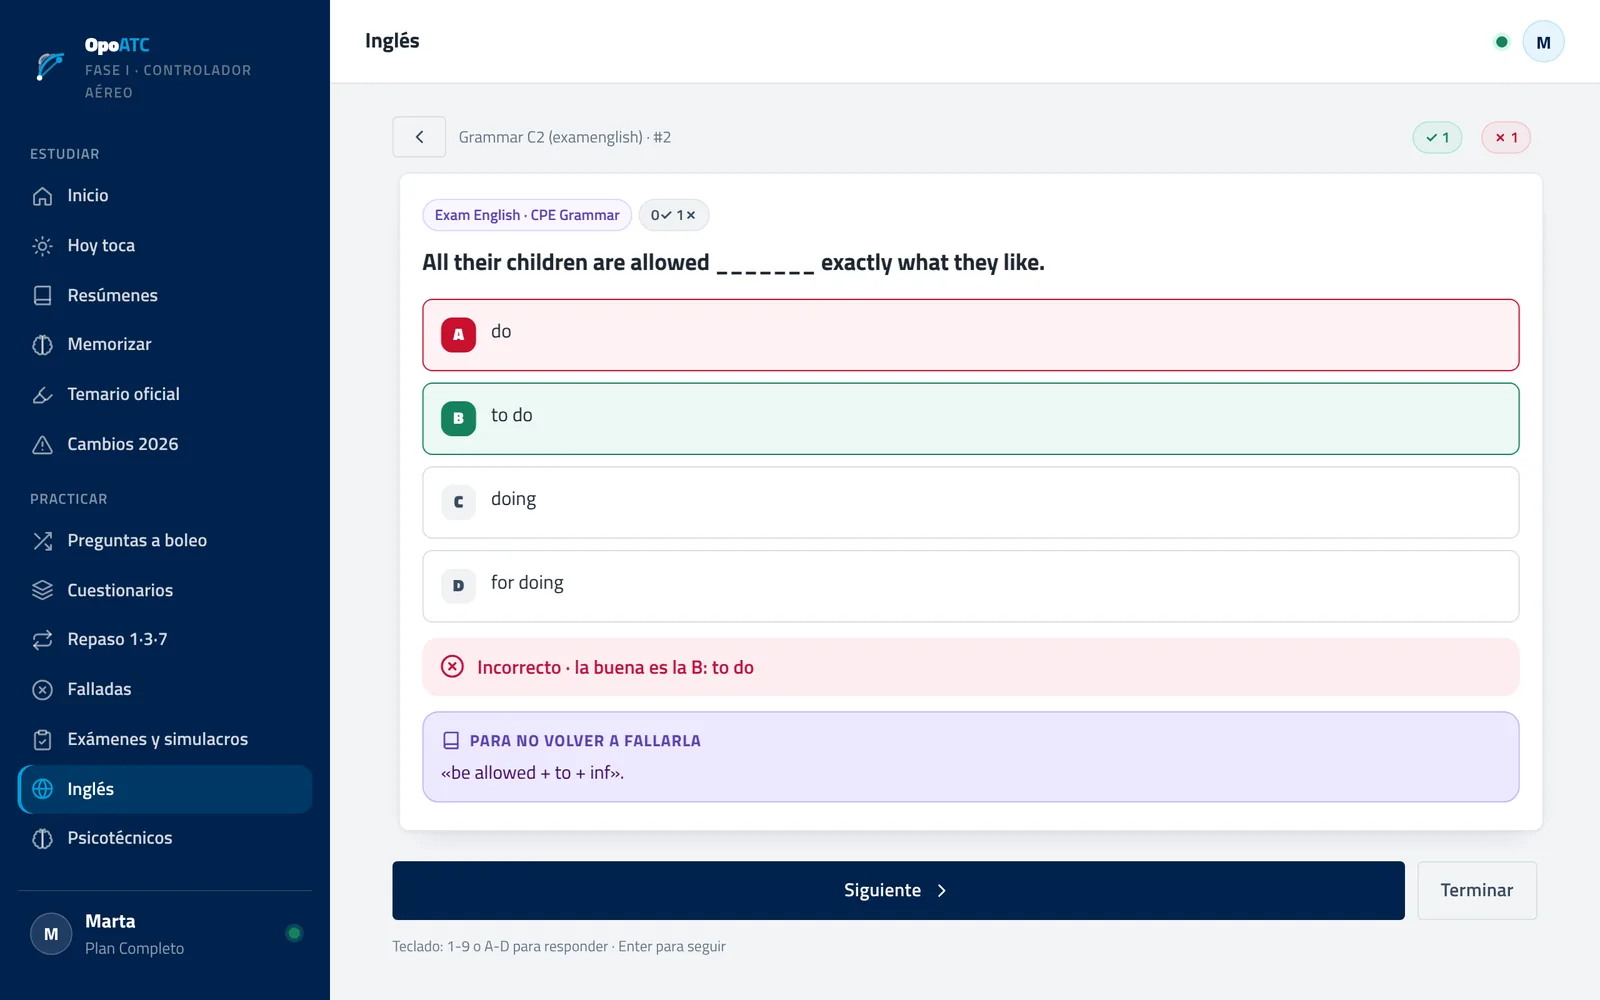 OpoATC
FASE I · CONTROLADOR
AÉREO
ESTUDIAR
Inicio
Hoy toca
Resúmenes
Memorizar
Temario oficial
Cambios 2026
PRACTICAR
Preguntas a boleo
Cuestionarios
Repaso 1·3·7
Falladas
Exámenes y simulacros
Inglés
Psicotécnicos
M
Marta
Plan Completo
Inglés
M
Grammar C2 (examenglish) · #2
✓ 1
× 1
Exam English · CPE Grammar
0✓ 1×
All their children are allowed _______ exactly what they like.
A do
B to do
C doing
D for doing
Incorrecto · la buena es la B: to do
PARA NO VOLVER A FALLARLA
«be allowed + to + inf».
Siguiente
Terminar
Teclado: 1-9 o A-D para responder · Enter para seguir